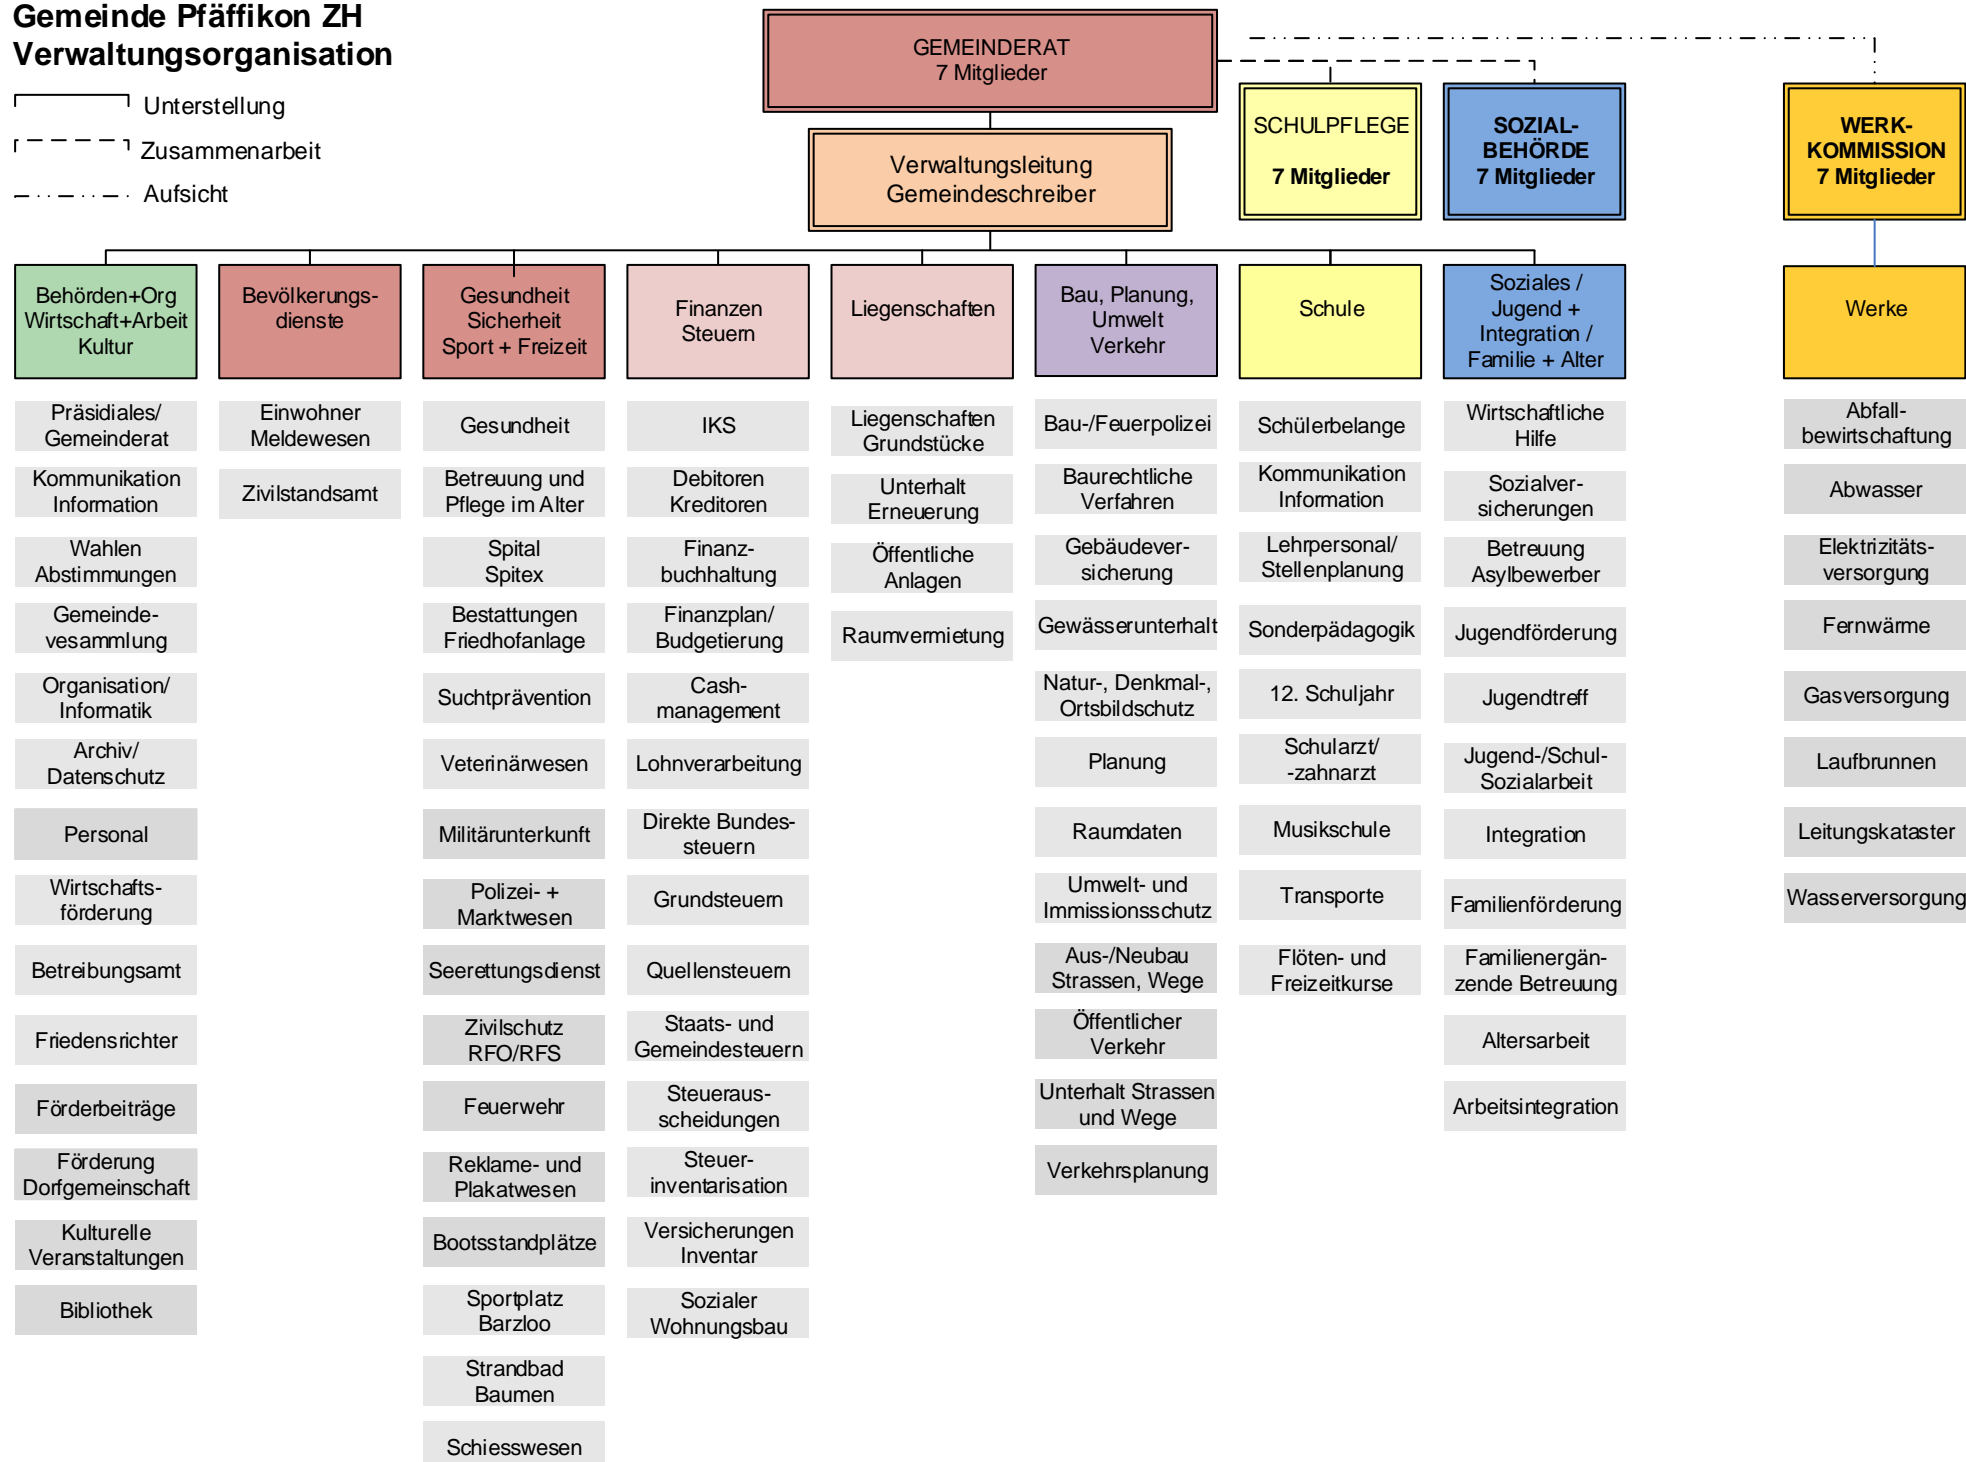 Gemeinde Pfäffikon ZH
Verwaltungsorganisation
Unterstellung
Zusammenarbeit
Aufsicht
GEMEINDERAT
7 Mitglieder
Verwaltungsleitung
Gemeindeschreiber
SCHULPFLEGE
7 Mitglieder
SOZIAL-
BEHÖRDE
7 Mitglieder
WERK-
KOMMISSION
7 Mitglieder
Behörden+Org
Wirtschaft+Arbeit
Kultur
Präsidiales/
Gemeinderat
Kommunikation
Information
Wahlen
Abstimmungen
Gemeinde-
vesammlung
Organisation/
Informatik
Archiv/
Datenschutz
Personal
Wirtschafts-
förderung
Betreibungsamt
Friedensrichter
Förderbeiträge
Förderung
Dorfgemeinschaft
Kulturelle
Veranstaltungen
Bibliothek
Bevölkerungs-
dienste
Einwohner
Meldewesen
Zivilstandsamt
Gesundheit
Sicherheit
Sport + Freizeit
Gesundheit
Betreuung und
Pflege im Alter
Spital
Spitex
Bestattungen
Friedhofanlage
Suchtprävention
Veterinärwesen
Militärunterkunft
Polizei- +
Marktwesen
Seerettungsdienst
Zivilschutz
RFO/RFS
Feuerwehr
Reklame- und
Plakatwesen
Bootsstandplätze
Sportplatz
Barzloo
Strandbad
Baumen
Schiesswesen
Finanzen
Steuern
IKS
Debitoren
Kreditoren
Finanz-
buchhaltung
Finanzplan/
Budgetierung
Cash-
management
Lohnverarbeitung
Direkte Bundes-
steuern
Grundsteuern
Quellensteuern
Staats- und
Gemeindesteuern
Steueraus-
scheidungen
Steuer-
inventarisation
Versicherungen
Inventar
Sozialer
Wohnungsbau
Liegenschaften
Liegenschaften
Grundstücke
Unterhalt
Erneuerung
Öffentliche
Anlagen
Raumvermietung
Bau, Planung,
Umwelt
Verkehr
Bau-/Feuerpolizei
Baurechtliche
Verfahren
Gebäudever-
sicherung
Gewässerunterhalt
Natur-, Denkmal-,
Ortsbildschutz
Planung
Raumdaten
Umwelt- und
Immissionsschutz
Aus-/Neubau
Strassen, Wege
Öffentlicher
Verkehr
Unterhalt Strassen
und Wege
Verkehrsplanung
Schule
Schülerbelange
Kommunikation
Information
Lehrpersonal/
Stellenplanung
Sonderpädagogik
12. Schuljahr
Schularzt/
-zahnarzt
Musikschule
Transporte
Flöten- und
Freizeitkurse
Soziales /
Jugend +
Integration /
Familie + Alter
Wirtschaftliche
Hilfe
Sozialver-
sicherungen
Betreuung
Asylbewerber
Jugendförderung
Jugendtreff
Jugend-/Schul-
Sozialarbeit
Integration
Familienförderung
Familienergän-
zende Betreuung
Altersarbeit
Arbeitsintegration
Werke
Abfall-
bewirtschaftung
Abwasser
Elektrizitäts-
versorgung
Fernwärme
Gasversorgung
Laufbrunnen
Leitungskataster
Wasserversorgung